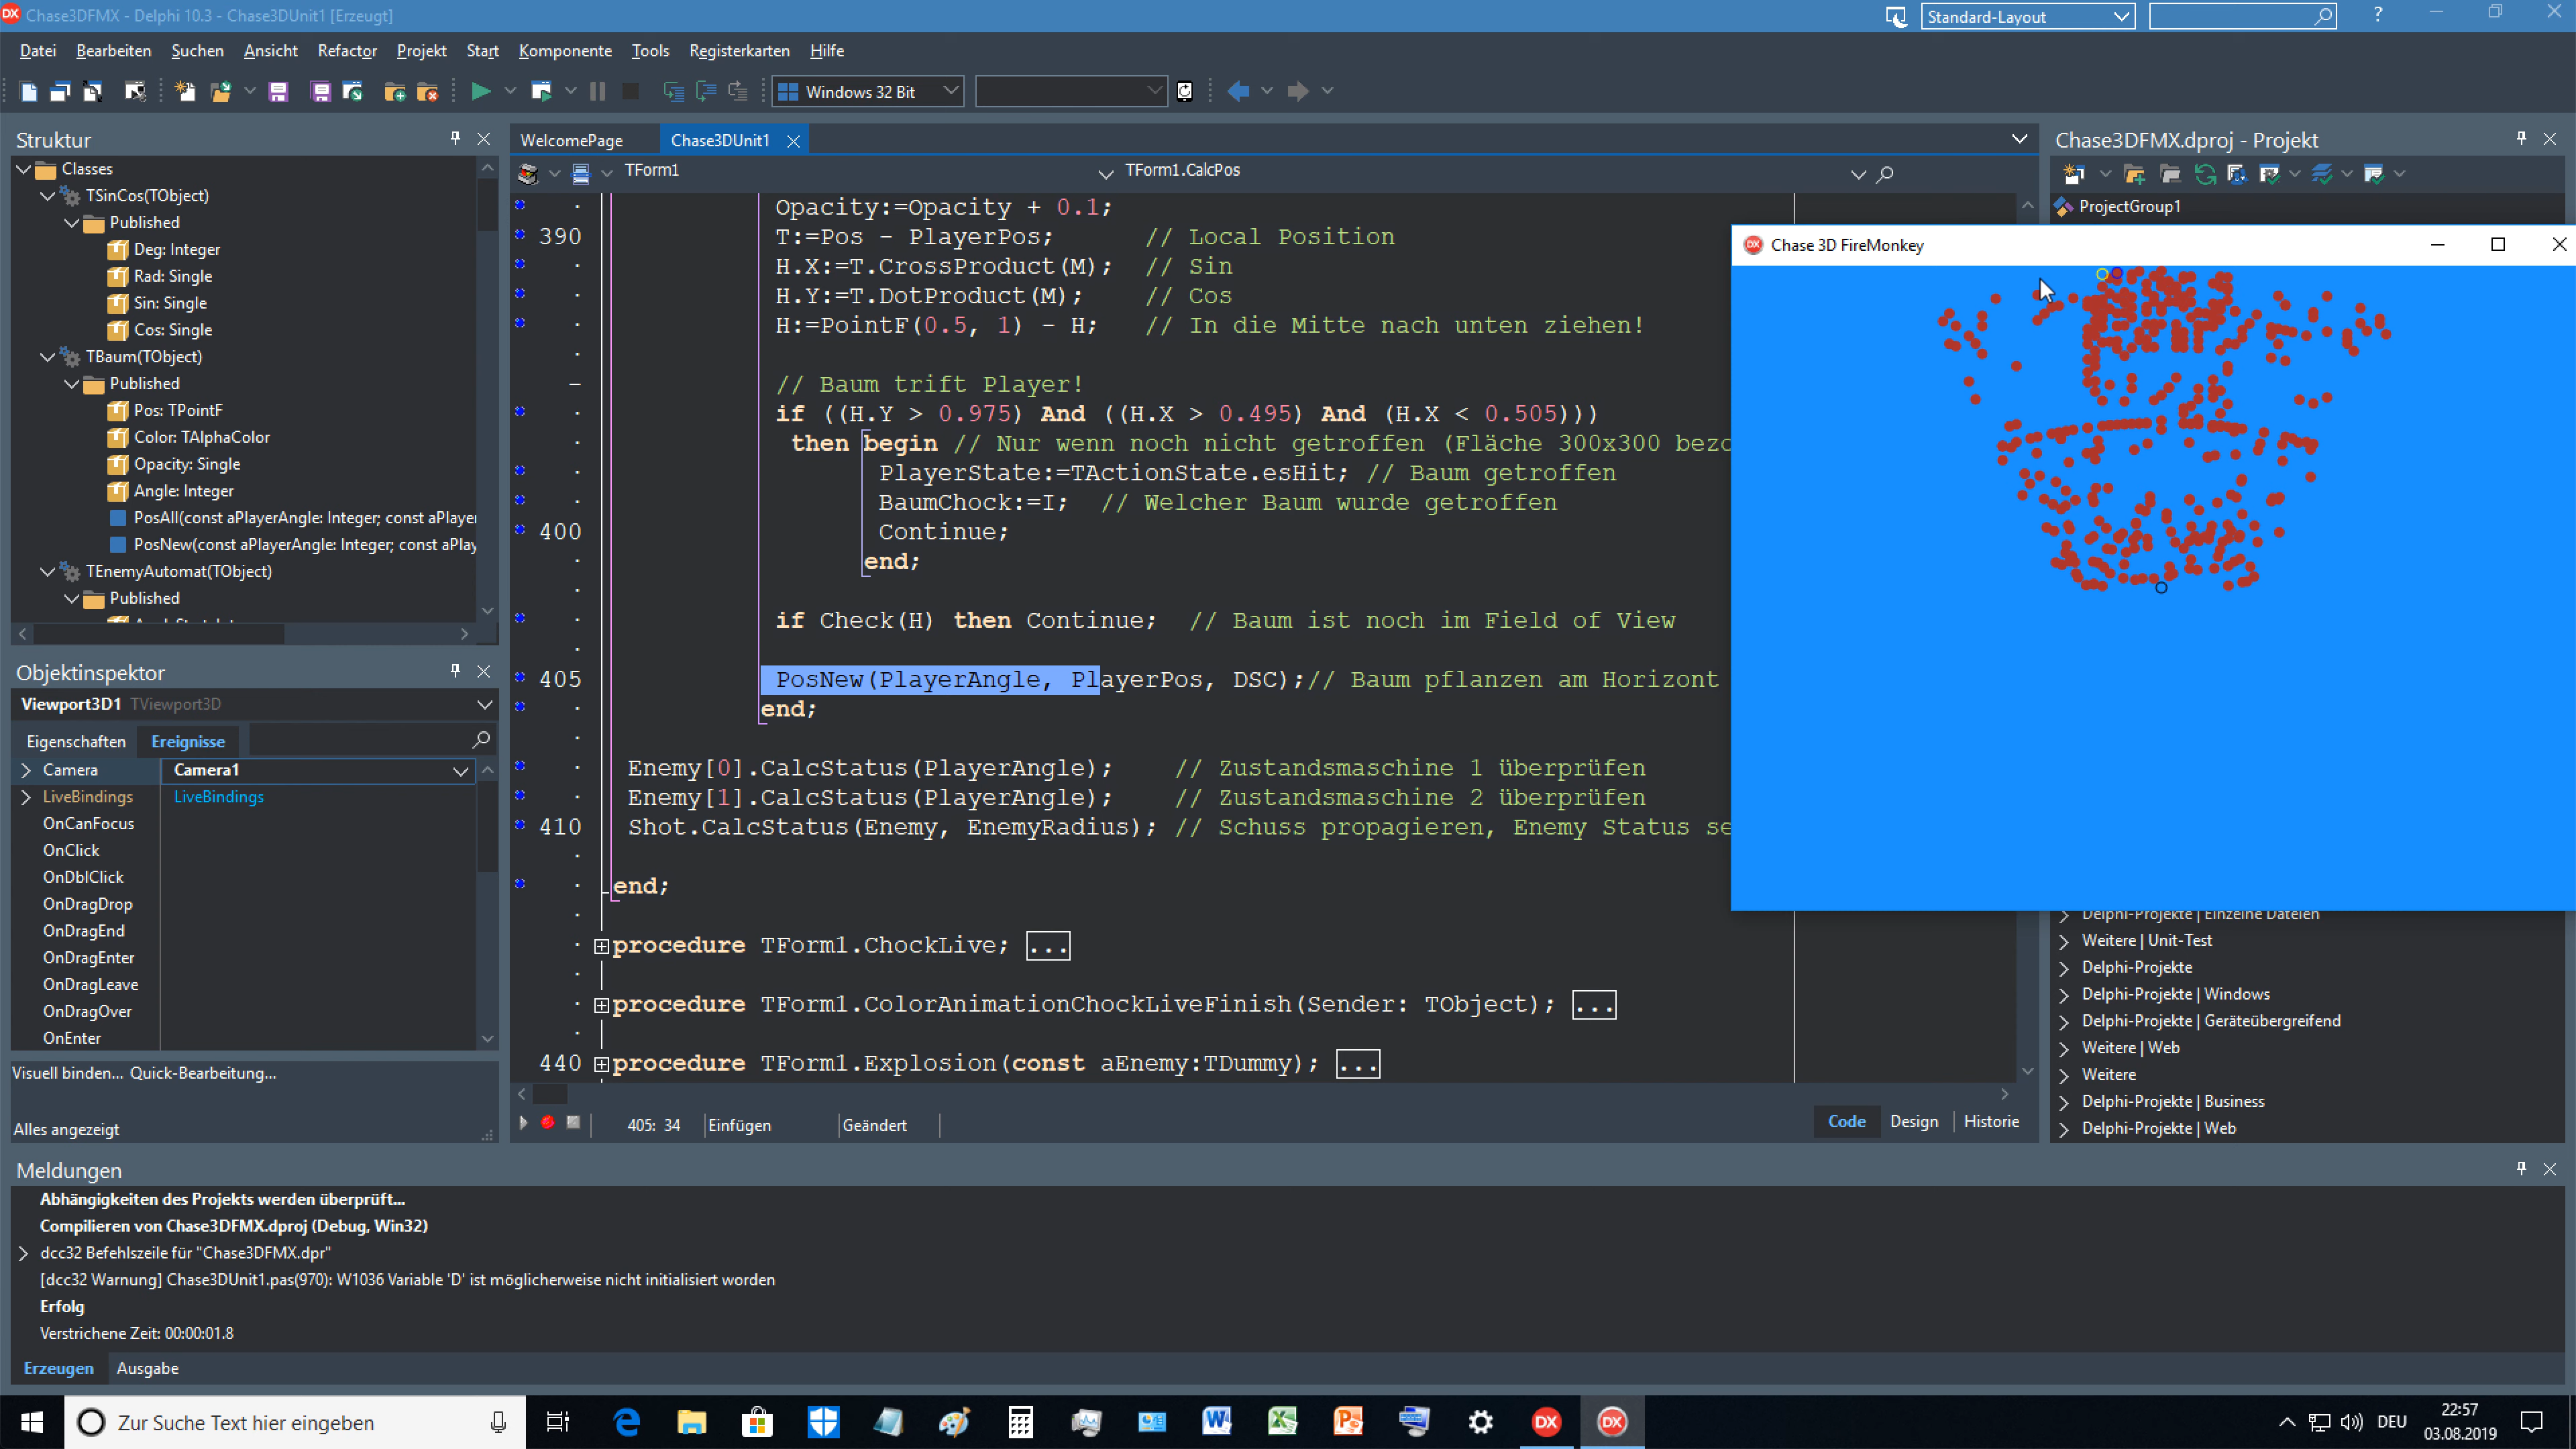 Chase3DFMX - Delphi 10.3 - Chase3DUnit1 [Erzeugt]
Standard-Layout
?
Datei Bearbeiten Suchen Ansicht Refactor Projekt Start Komponente Tools Registerkarten Hilfe
Windows 32 Bit
Struktur
Classes
TSinCos(TObject)
Published
Deg: Integer
Rad: Single
Sin: Single
Cos: Single
TBaum(TObject)
Published
Pos: TPointF
Color: TAlphaColor
Opacity: Single
Angle: Integer
PosAll(const aPlayerAngle: Integer; const aPlayer
PosNew(const aPlayerAngle: Integer; const aPlay
TEnemyAutomat(TObject)
Published
Objektinspektor
Viewport3D1 TViewport3D
Eigenschaften Ereignisse
Camera Camera1
LiveBindings LiveBindings
OnCanFocus
OnClick
OnDblClick
OnDragDrop
OnDragEnd
OnDragEnter
OnDragLeave
OnDragOver
OnEnter
Visuell binden... Quick-Bearbeitung...
Alles angezeigt
WelcomePage Chase3DUnit1
TForm1 TForm1.CalcPos
Opacity:=Opacity + 0.1;
390 T:=Pos - PlayerPos; // Local Position
H.X:=T.CrossProduct(M); // Sin
H.Y:=T.DotProduct(M); // Cos
H:=PointF(0.5, 1) - H; // In die Mitte nach unten ziehen!
// Baum trift Player!
if ((H.Y > 0.975) And ((H.X > 0.495) And (H.X < 0.505)))
then begin // Nur wenn noch nicht getroffen (Fläche 300x300 bezo
PlayerState:=TActionState.esHit; // Baum getroffen
BaumChock:=I; // Welcher Baum wurde getroffen
400 Continue;
end;
if Check(H) then Continue; // Baum ist noch im Field of View
405 PosNew(PlayerAngle, PlayerPos, DSC);// Baum pflanzen am Horizont
end;
Enemy[0].CalcStatus(PlayerAngle); // Zustandsmaschine 1 überprüfen
Enemy[1].CalcStatus(PlayerAngle); // Zustandsmaschine 2 überprüfen
410 Shot.CalcStatus(Enemy, EnemyRadius); // Schuss propagieren, Enemy Status se
end;
procedure TForm1.ChockLive; ...
procedure TForm1.ColorAnimationChockLiveFinish(Sender: TObject); ...
440 procedure TForm1.Explosion(const aEnemy:TDummy); ...
405: 34 Einfügen Geändert
Code Design Historie
Chase3DFMX.dproj - Projekt
ProjectGroup1
Chase 3D FireMonkey
Delphi-Projekte | Einzelne Dateien
Weitere | Unit-Test
Delphi-Projekte
Delphi-Projekte | Windows
Delphi-Projekte | Geräteübergreifend
Weitere | Web
Weitere
Delphi-Projekte | Business
Delphi-Projekte | Web
Meldungen
Abhängigkeiten des Projekts werden überprüft...
Compilieren von Chase3DFMX.dproj (Debug, Win32)
dcc32 Befehlszeile für "Chase3DFMX.dpr"
[dcc32 Warnung] Chase3DUnit1.pas(970): W1036 Variable 'D' ist möglicherweise nicht initialisiert worden
Erfolg
Verstrichene Zeit: 00:00:01.8
Erzeugen Ausgabe
Zur Suche Text hier eingeben
DEU
22:57
03.08.2019